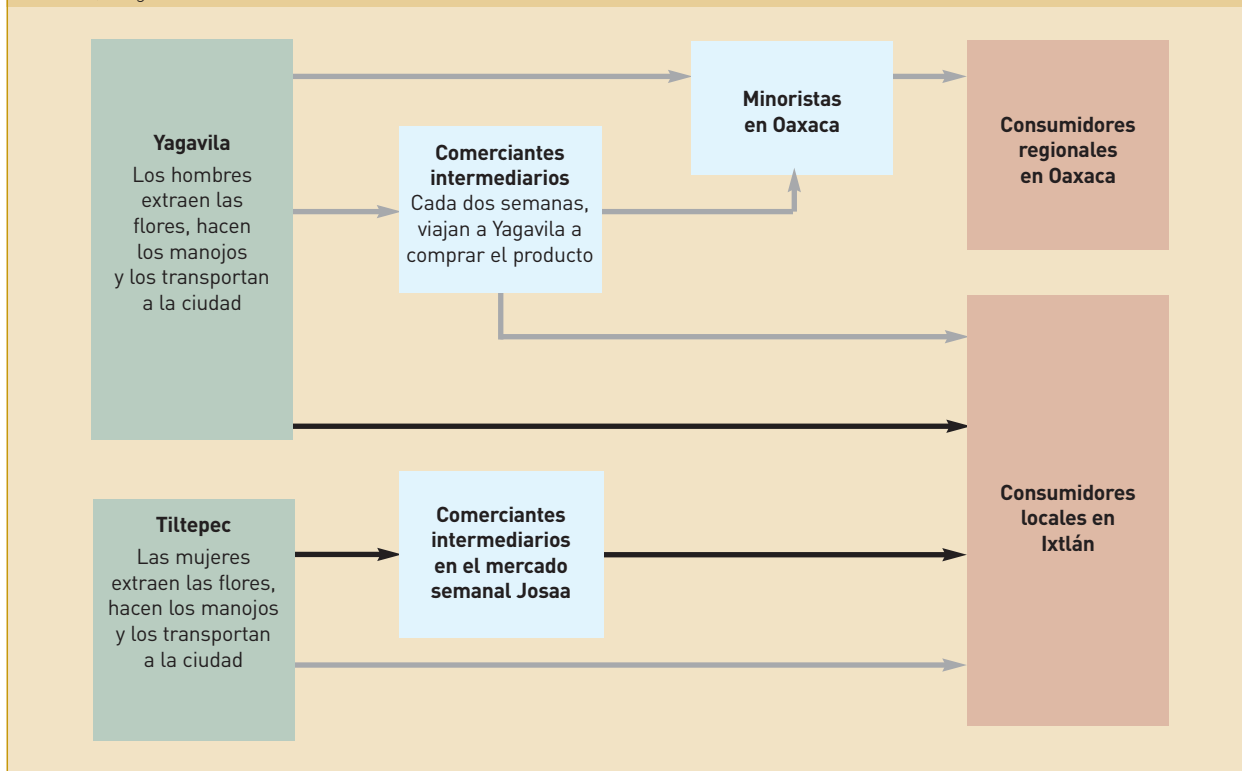 Yagavila
Los hombres
extraen las
flores, hacen
los manojos
y los transportan
a la ciudad
Comerciantes
intermediarios
Cada dos semanas,
viajan a Yagavila a
comprar el producto
Minoristas
en Oaxaca
Consumidores
regionales
en Oaxaca
Tiltepec
Las mujeres
extraen las flores,
hacen los manojos
y los transportan
a la ciudad
Comerciantes
intermediarios
en el mercado
semanal Josaa
Consumidores
locales en
Ixtlán